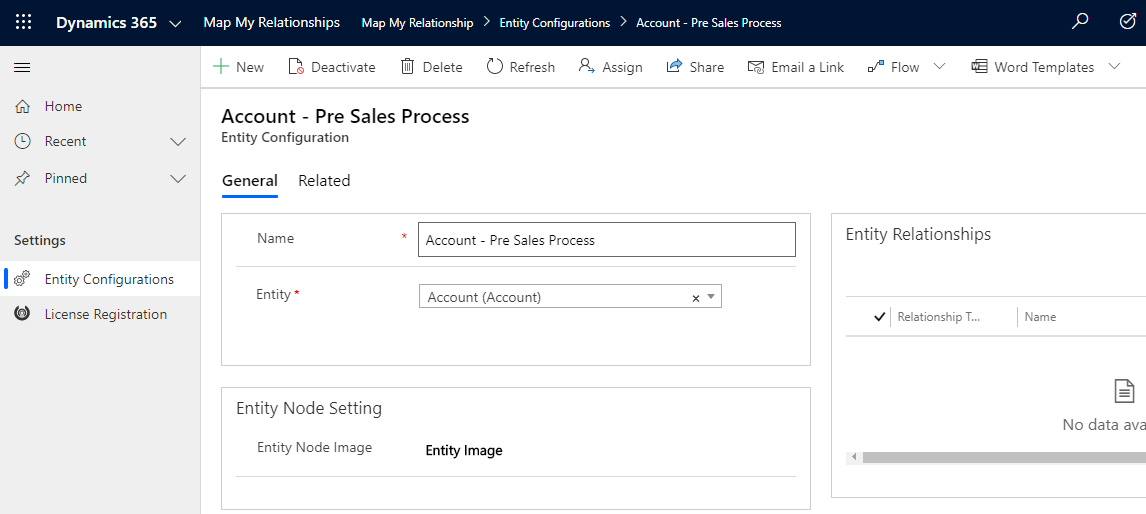 Dynamics 365 Map My Relationships Map My Relationship Entity Configurations Account - Pre Sales Process
New Deactivate Delete Refresh Assign Share Email a Link Flow Word Templates
Home
Recent
Pinned
Settings
Entity Configurations
License Registration
Account - Pre Sales Process
Entity Configuration
General Related
Name * Account - Pre Sales Process
Entity * Account (Account)
Entity Node Setting
Entity Node Image Entity Image
Entity Relationships
Relationship T... Name
No data ava